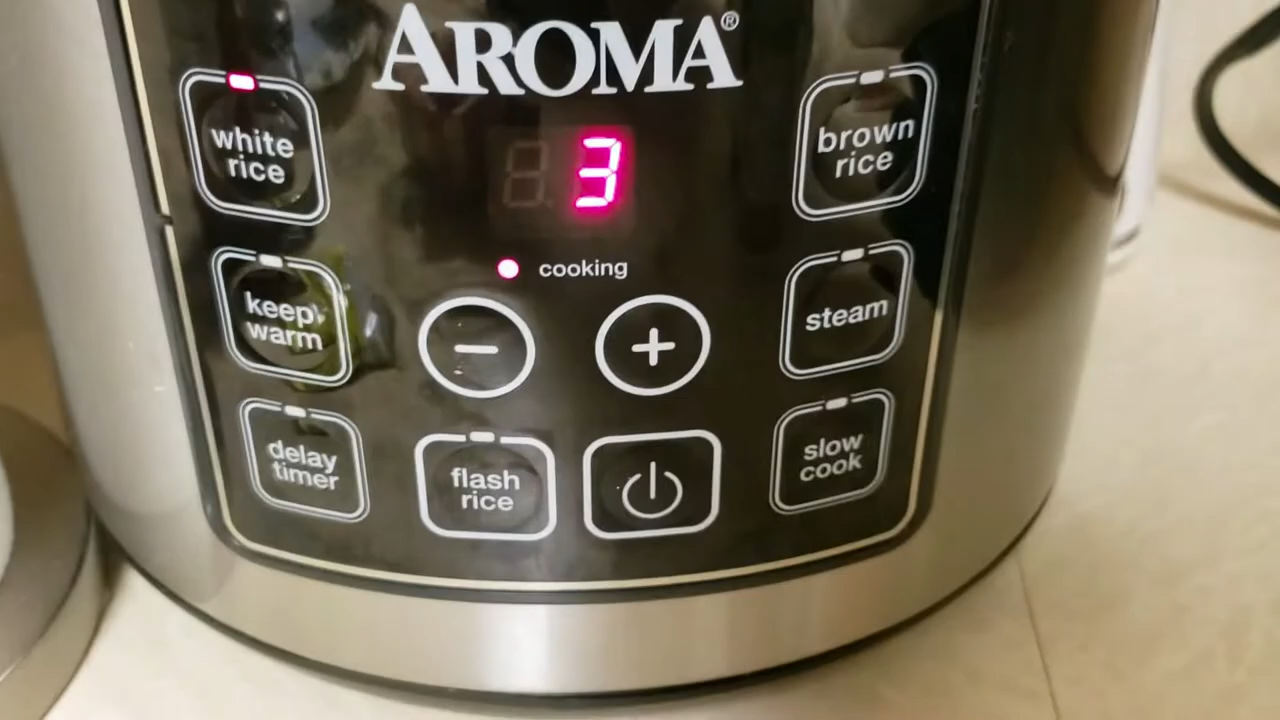 AROMA®
white
rice
3
brown
rice
cooking
keep
warm
−
+
steam
delay
timer
flash
rice
slow
cook